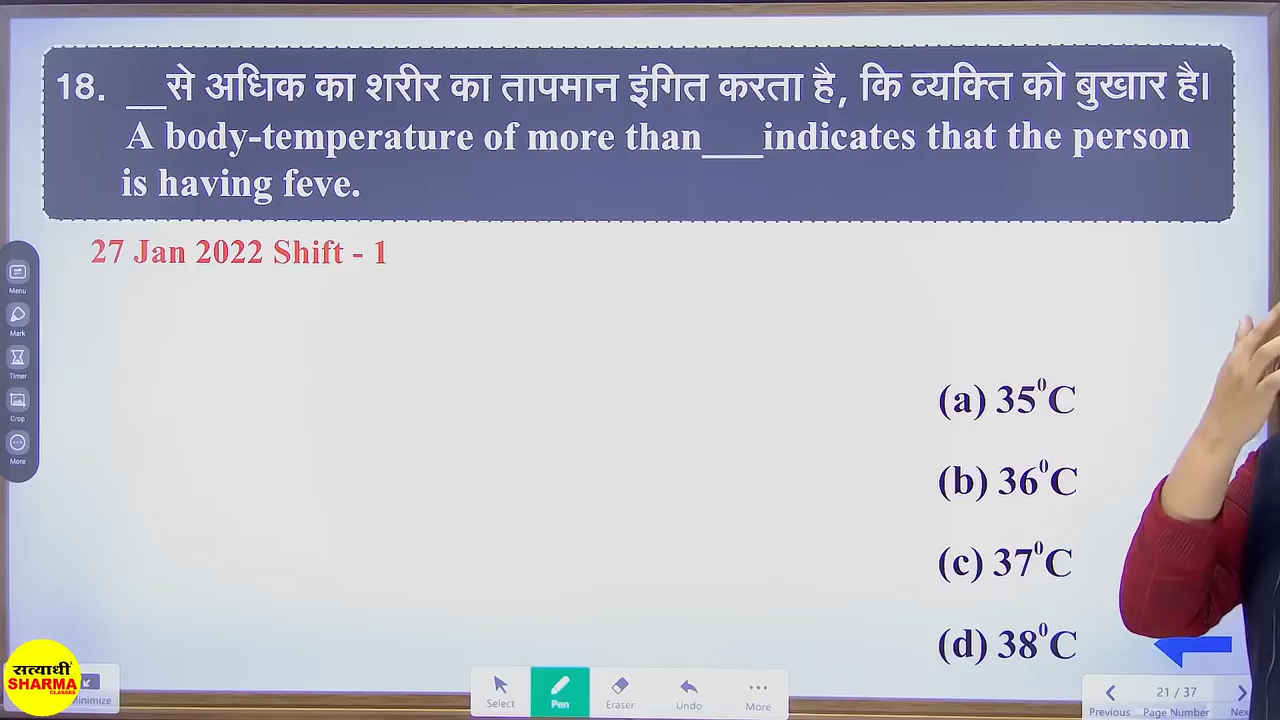 18. __से अधिक का शरीर का तापमान इंगित करता है, कि व्यक्ति को बुखार है।
A body-temperature of more than___indicates that the person
is having feve.
27 Jan 2022 Shift - 1
Menu
Mark
Timer
Crop
More
(a) 35⁰C
(b) 36⁰C
(c) 37⁰C
(d) 38⁰C
सत्यार्थी
SHARMA
CLASSES
Minimize
Select
Pen
Eraser
Undo
More
21 / 37
Previous
Page Number
Nex